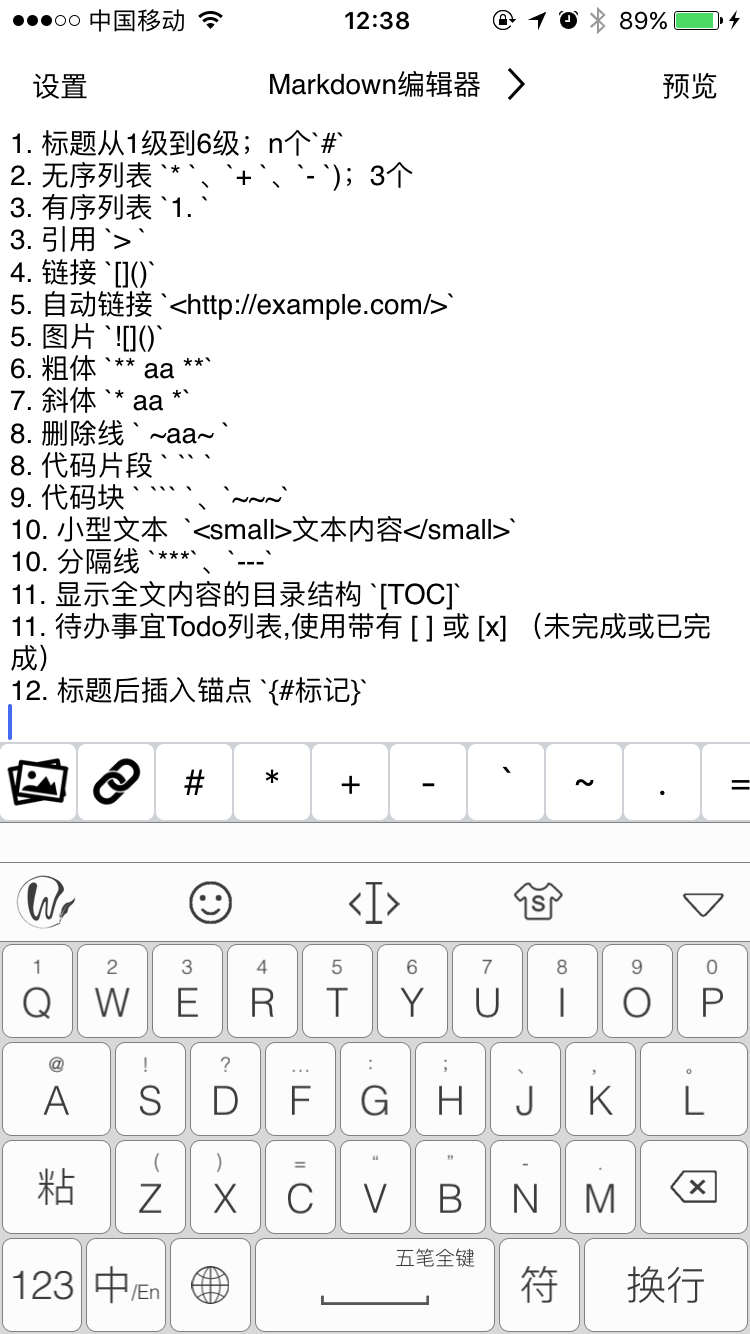 中国移动 12:38 89%
设置 Markdown编辑器 预览
1. 标题从1级到6级；n个`#`
2. 无序列表 `* `、`+ `、`- `)；3个
3. 有序列表 `1. `
3. 引用 `> `
4. 链接 `[]()`
5. 自动链接 `<http://example.com/>`
5. 图片 `![]()`
6. 粗体 `** aa **`
7. 斜体 `* aa *`
8. 删除线 ` ~aa~ `
8. 代码片段 ` `` `
9. 代码块 ` ``` `、`~~~`
10. 小型文本  `<small>文本内容</small>`
10. 分隔线 `***`、`---`
11. 显示全文内容的目录结构 `[TOC]`
11. 待办事宜Todo列表,使用带有 [ ] 或 [x] （未完成或已完
成）
12. 标题后插入锚点 `{#标记}`
# * + - ` ~ . =
S
1 2 3 4 5 6 7 8 9 0
Q W E R T Y U I O P
@ ! ? … : ; 、 , 。
A S D F G H J K L
( ) = “ ” - .
粘 Z X C V B N M
五笔全键
123 中/En 符 换行